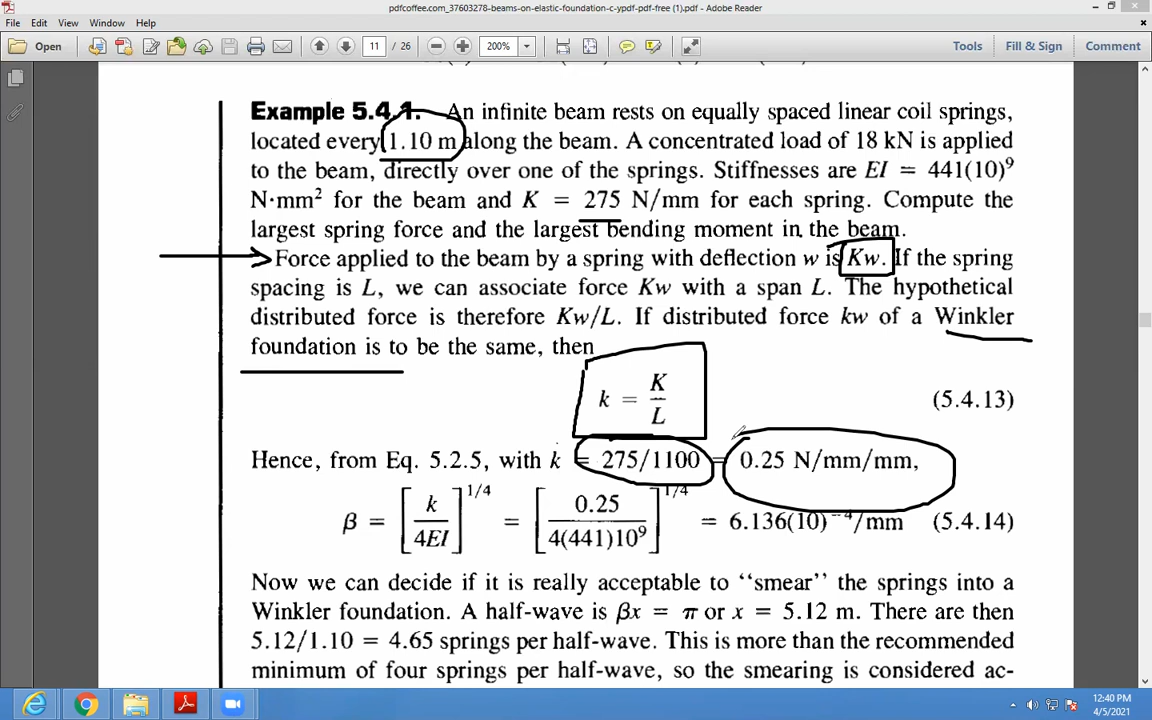 pdfcoffee.com_37603278-beams-on-elastic-foundation-c-ypdf-pdf-free (1).pdf - Adobe Reader
File Edit View Window Help
Open 11 / 26 200% Tools Fill & Sign Comment
Example 5.4.1. An infinite beam rests on equally spaced linear coil springs,
located every 1.10 m along the beam. A concentrated load of 18 kN is applied
to the beam, directly over one of the springs. Stiffnesses are EI = 441(10)⁹
N·mm² for the beam and K = 275 N/mm for each spring. Compute the
largest spring force and the largest bending moment in the beam.
Force applied to the beam by a spring with deflection w is Kw. If the spring
spacing is L, we can associate force Kw with a span L. The hypothetical
distributed force is therefore Kw/L. If distributed force kw of a Winkler
foundation is to be the same, then
k = K/L (5.4.13)
Hence, from Eq. 5.2.5, with k = 275/1100 = 0.25 N/mm/mm,
β = [k/4EI]^1/4 = [0.25/4(441)10⁹]^1/4 = 6.136(10)⁻⁴/mm (5.4.14)
Now we can decide if it is really acceptable to ‘‘smear’’ the springs into a
Winkler foundation. A half-wave is βx = π or x = 5.12 m. There are then
5.12/1.10 = 4.65 springs per half-wave. This is more than the recommended
minimum of four springs per half-wave, so the smearing is considered ac-
12:40 PM
4/5/2021